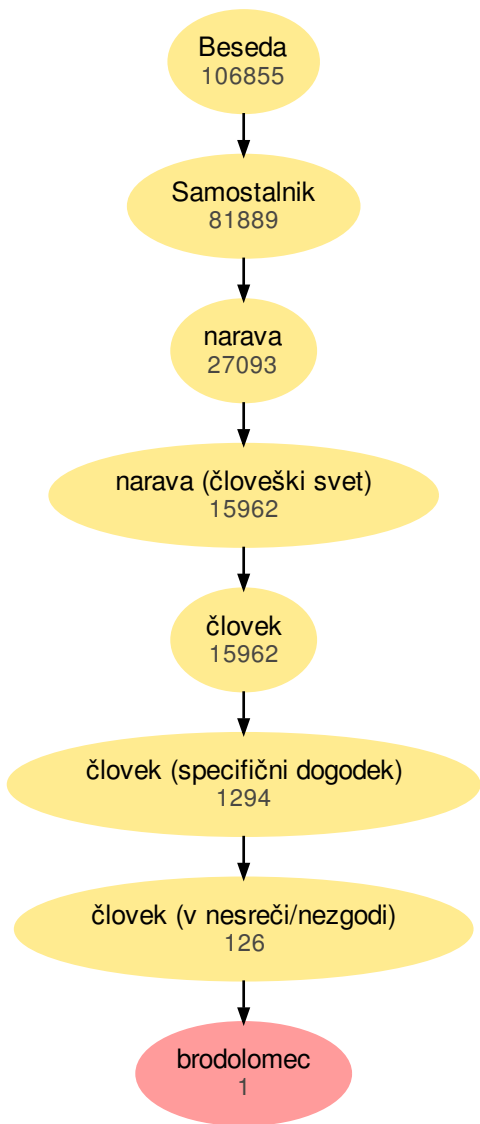 Beseda
106855
Samostalnik
81889
narava
27093
narava (človeški svet)
15962
človek
15962
človek (specifični dogodek)
1294
človek (v nesreči/nezgodi)
126
brodolomec
1